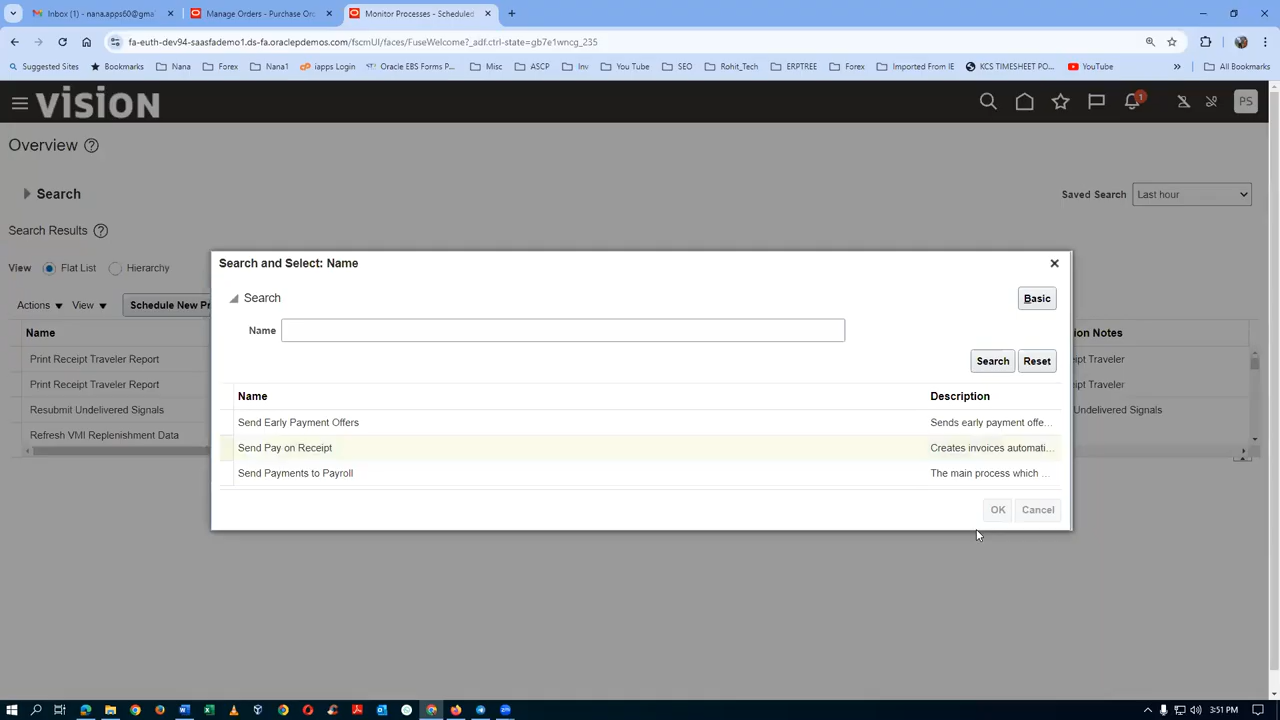 Inbox (1) - nana.apps60@gmai
Manage Orders - Purchase Orc
Monitor Processes - Scheduled
fa-euth-dev94-saasfademo1.ds-fa.oraclepdemos.com/fscmUI/faces/FuseWelcome?_adf.ctrl-state=gb7e1wncg_235
Suggested Sites
Bookmarks
Nana
Forex
Nana1
iapps Login
Oracle EBS Forms P...
Misc
ASCP
Inv
You Tube
SEO
Rohit_Tech
ERPTREE
Forex
Imported From IE
KCS TIMESHEET PO...
YouTube
»
All Bookmarks
VISION
1
PS
Overview ?
Search
Saved Search Last hour
Search Results ?
View Flat List Hierarchy
Actions View Schedule New Pr
Name
ion Notes
Print Receipt Traveler Report
ipt Traveler
Print Receipt Traveler Report
ipt Traveler
Resubmit Undelivered Signals
Undelivered Signals
Refresh VMI Replenishment Data
Search and Select: Name
Search
Basic
Name
Search Reset
Name Description
Send Early Payment Offers Sends early payment offe...
Send Pay on Receipt Creates invoices automati...
Send Payments to Payroll The main process which ...
OK Cancel
3:51 PM